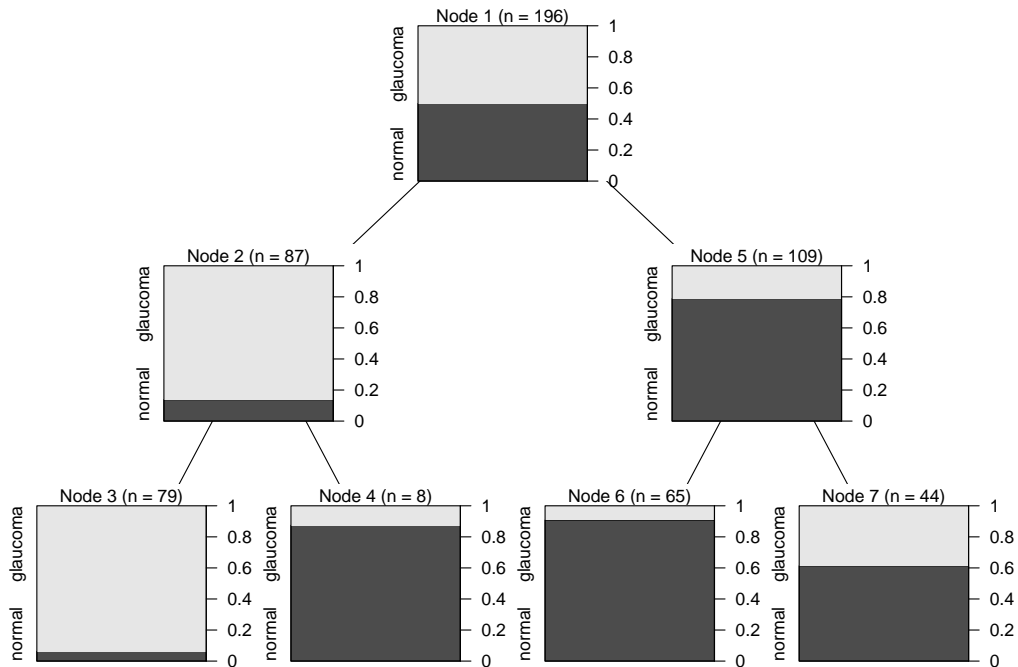 Node 1 (n = 196)
normal
glaucoma
0
0.2
0.4
0.6
0.8
1
Node 2 (n = 87)
normal
glaucoma
0
0.2
0.4
0.6
0.8
1
Node 5 (n = 109)
normal
glaucoma
0
0.2
0.4
0.6
0.8
1
Node 3 (n = 79)
normal
glaucoma
0
0.2
0.4
0.6
0.8
1
Node 4 (n = 8)
normal
glaucoma
0
0.2
0.4
0.6
0.8
1
Node 6 (n = 65)
normal
glaucoma
0
0.2
0.4
0.6
0.8
1
Node 7 (n = 44)
normal
glaucoma
0
0.2
0.4
0.6
0.8
1